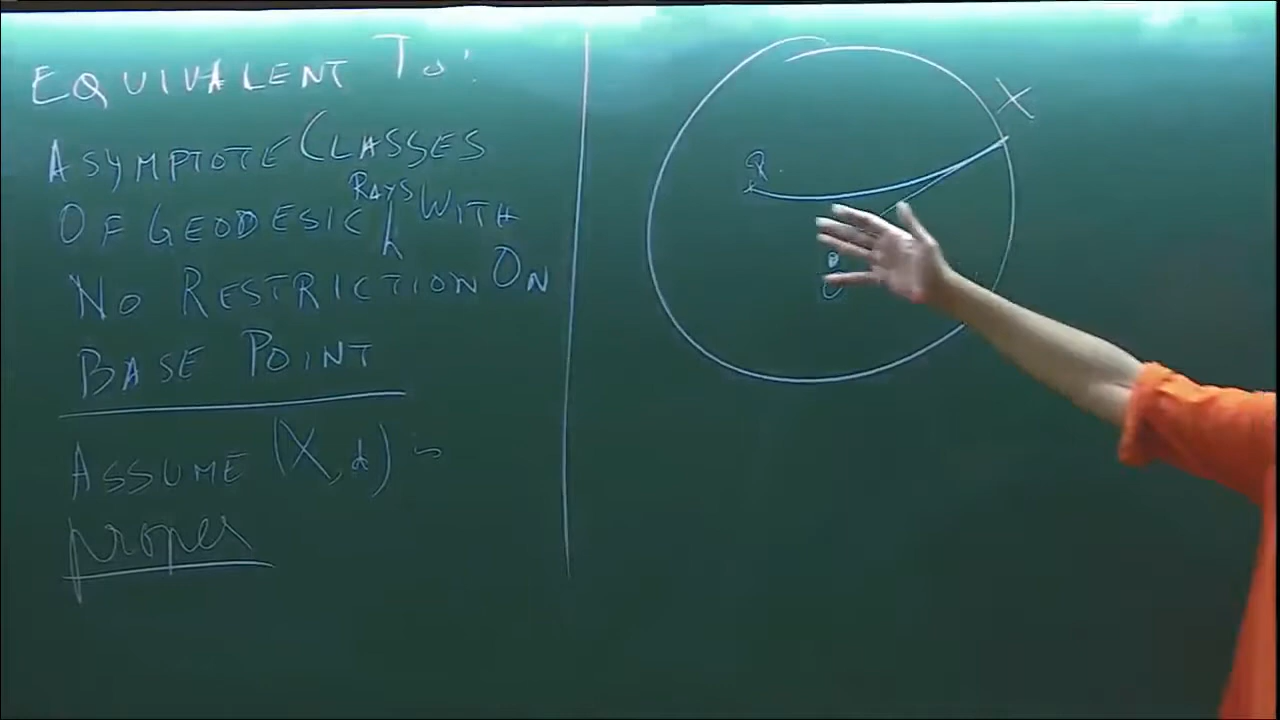 EQUIVALENT TO:
ASYMPTOTE CLASSES
OF GEODESIC RAYS WITH
NO RESTRICTION ON
BASE POINT
ASSUME (X, d) -
proper
X